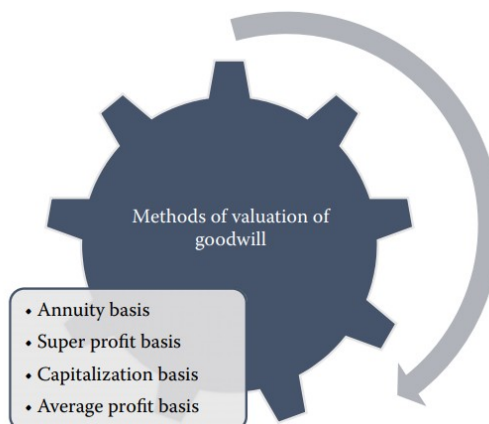 Methods of valuation of
goodwill
• Annuity basis
• Super profit basis
• Capitalization basis
• Average profit basis